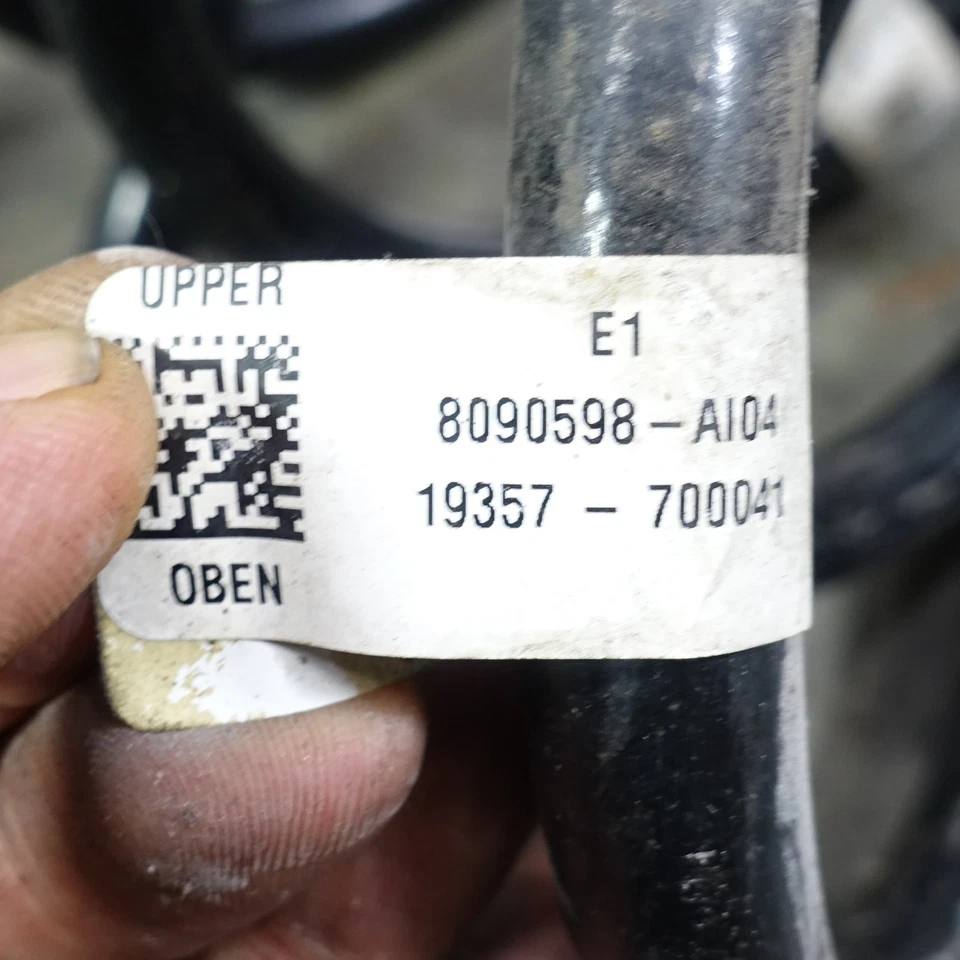 UPPER
E1
8090598-AI04
19357 - 700041
OBEN